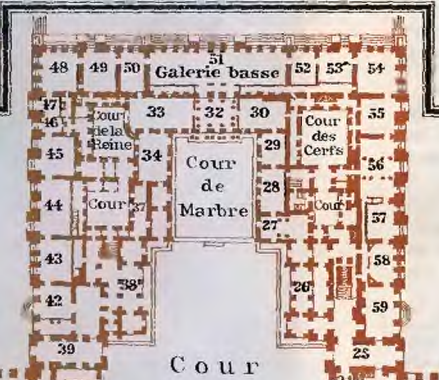 51
48 49 50 Galerie basse 52 53 54
47 33 32 30 55
46 Cour de la Reine Cour des Cerfs
45 34 Cour de Marbre 29 56
44 Cour 37 28 Cour 57
27
43 58
42 38 26 59
39 Cour